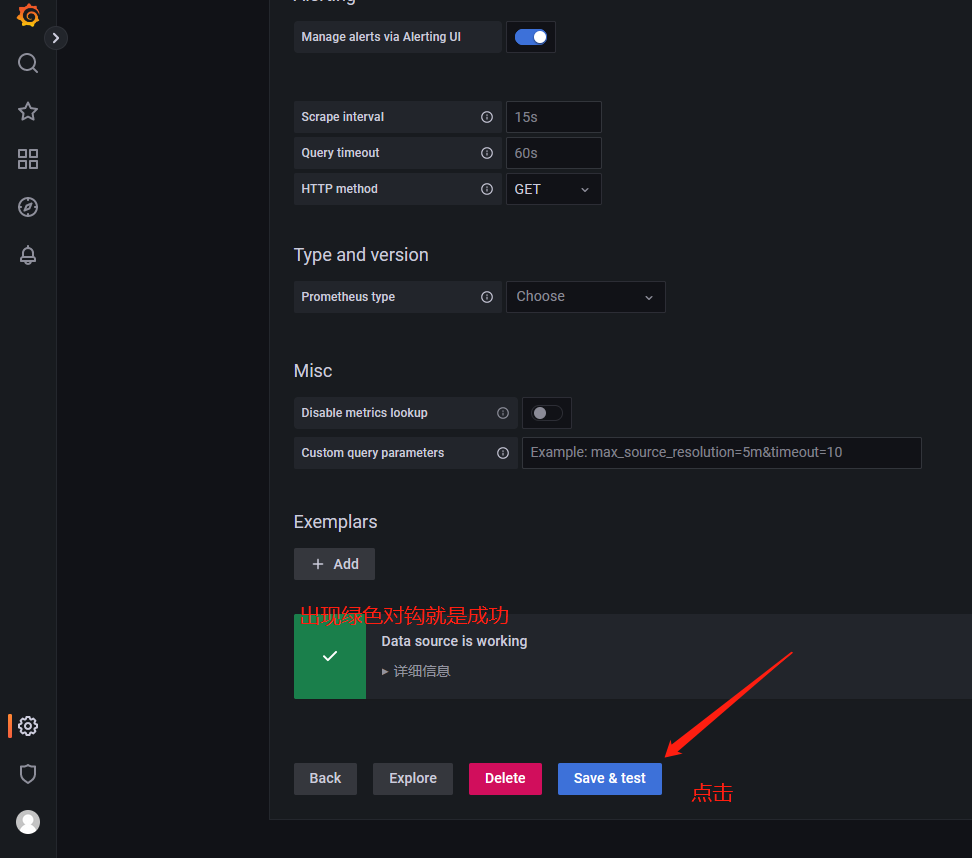 Alerting
Manage alerts via Alerting UI
Scrape interval
15s
Query timeout
60s
HTTP method
GET
Type and version
Prometheus type
Choose
Misc
Disable metrics lookup
Custom query parameters
Example: max_source_resolution=5m&timeout=10
Exemplars
+ Add
出现绿色对钩就是成功
Data source is working
详细信息
Back
Explore
Delete
Save & test
点击